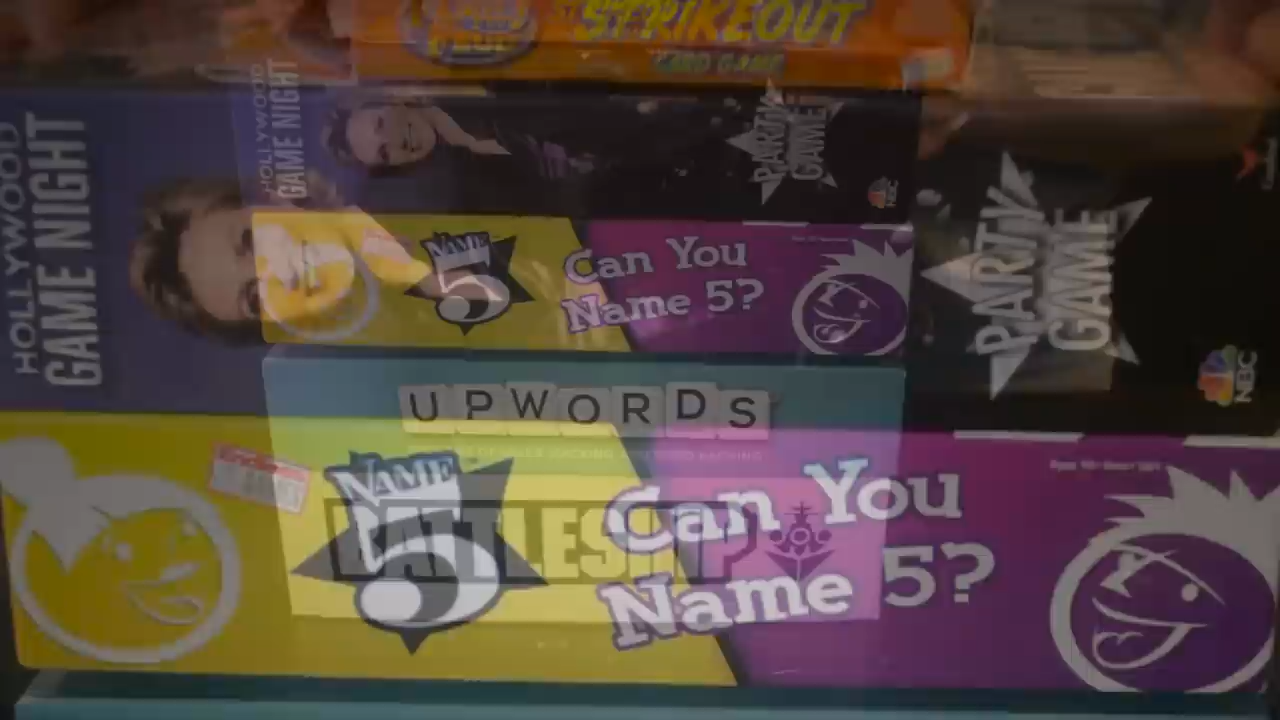 STRIKEOUT
CARD GAME
HOLLYWOOD
GAME NIGHT
PARTY
GAME
NBC
NAME
5
Can You
Name 5?
UPWORDS
HOLLYWOOD
GAME NIGHT
PARTY
GAME
NBC
NAME
5
Can You
Name 5?
BATTLESHIP